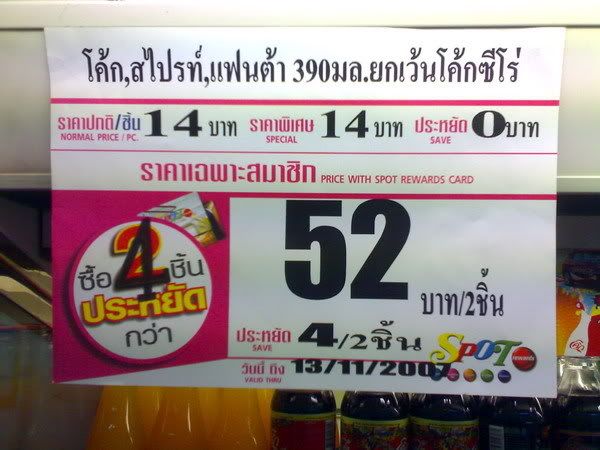 โค้ก,สไปรท์,แฟนต้า 390มล.ยกเว้นโค้กซีโร่
ราคาปกติ/ชิ้น 14 บาท ราคาพิเศษ 14 บาท ประหยัด 0 บาท
NORMAL PRICE / PC. SPECIAL SAVE
ราคาเฉพาะสมาชิก PRICE WITH SPOT REWARDS CARD
ซื้อ 4 ชิ้น
ประหยัด
กว่า
52 บาท/2ชิ้น
ประหยัด 4/2ชิ้น
SAVE
SPOT rewards
วันนี้ ถึง 13/11/2007
VALID THRU